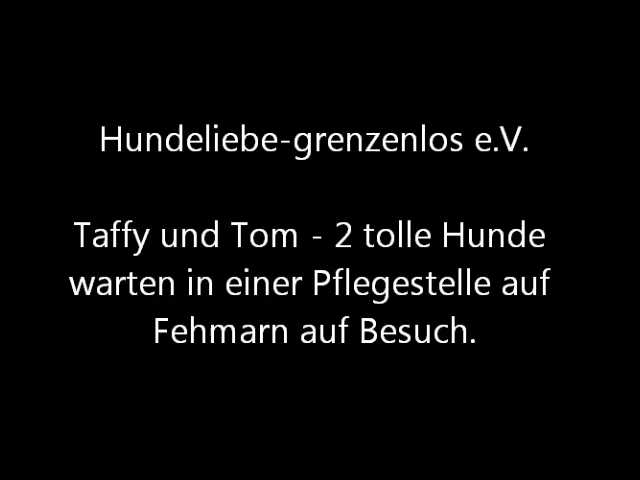 Hundeliebe-grenzenlos e.V.
Taffy und Tom - 2 tolle Hunde
warten in einer Pflegestelle auf
Fehmarn auf Besuch.